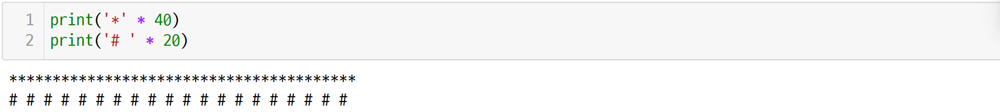 1 print('*' * 40)
2 print('# ' * 20)
****************************************
# # # # # # # # # # # # # # # # # # # #